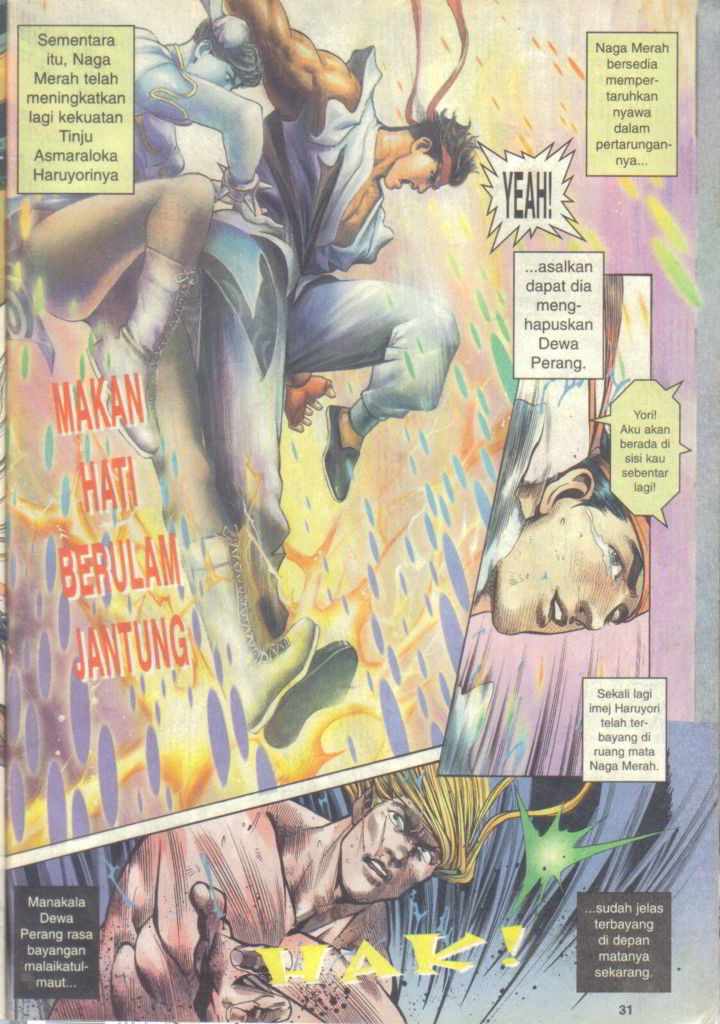 Sementara
itu, Naga
Merah telah
meningkatkan
lagi kekuatan
Tinju
Asmaraloka
Haruyorinya
Naga Merah
bersedia
memper-
taruhkan
nyawa
dalam
pertarungan-
nya...
YEAH!
...asalkan
dapat dia
meng-
hapuskan
Dewa
Perang.
Yori!
Aku akan
berada di
sisi kau
sebentar
lagi!
MAKAN
HATI
BERULAM
JANTUNG
Sekali lagi
imej Haruyori
telah ter-
bayang di
ruang mata
Naga Merah.
Manakala
Dewa
Perang rasa
bayangan
malaikatul-
maut...
HAK!
...sudah jelas
terbayang
di depan
matanya
sekarang.
31